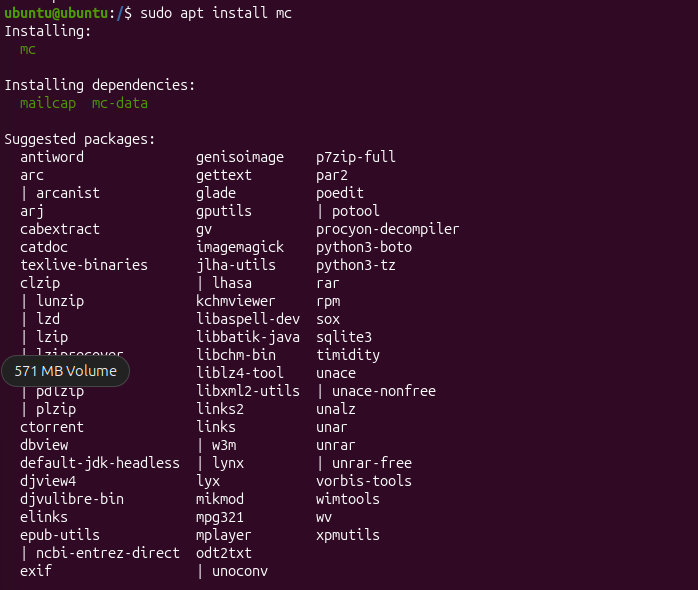 ubuntu@ubuntu:/$ sudo apt install mc
Installing:
  mc

Installing dependencies:
  mailcap  mc-data

Suggested packages:
  antiword              genisoimage    p7zip-full
  arc                   gettext        par2
  | arcanist            glade          poedit
  arj                   gputils        | potool
  cabextract            gv             procyon-decompiler
  catdoc                imagemagick    python3-boto
  texlive-binaries      jlha-utils     python3-tz
  clzip                 | lhasa        rar
  | lunzip              kchmviewer     rpm
  | lzd                 libaspell-dev  sox
  | lzip                libbatik-java  sqlite3
  | lziprecover         libchm-bin     timidity
571 MB Volume           liblz4-tool    unace
  | pdlzip              libxml2-utils  | unace-nonfree
  | plzip               links2         unalz
  ctorrent              links          unar
  dbview                | w3m          unrar
  default-jdk-headless  | lynx         | unrar-free
  djview4               lyx            vorbis-tools
  djvulibre-bin         mikmod         wimtools
  elinks                mpg321         wv
  epub-utils            mplayer        xpmutils
  | ncbi-entrez-direct  odt2txt
  exif                  | unoconv